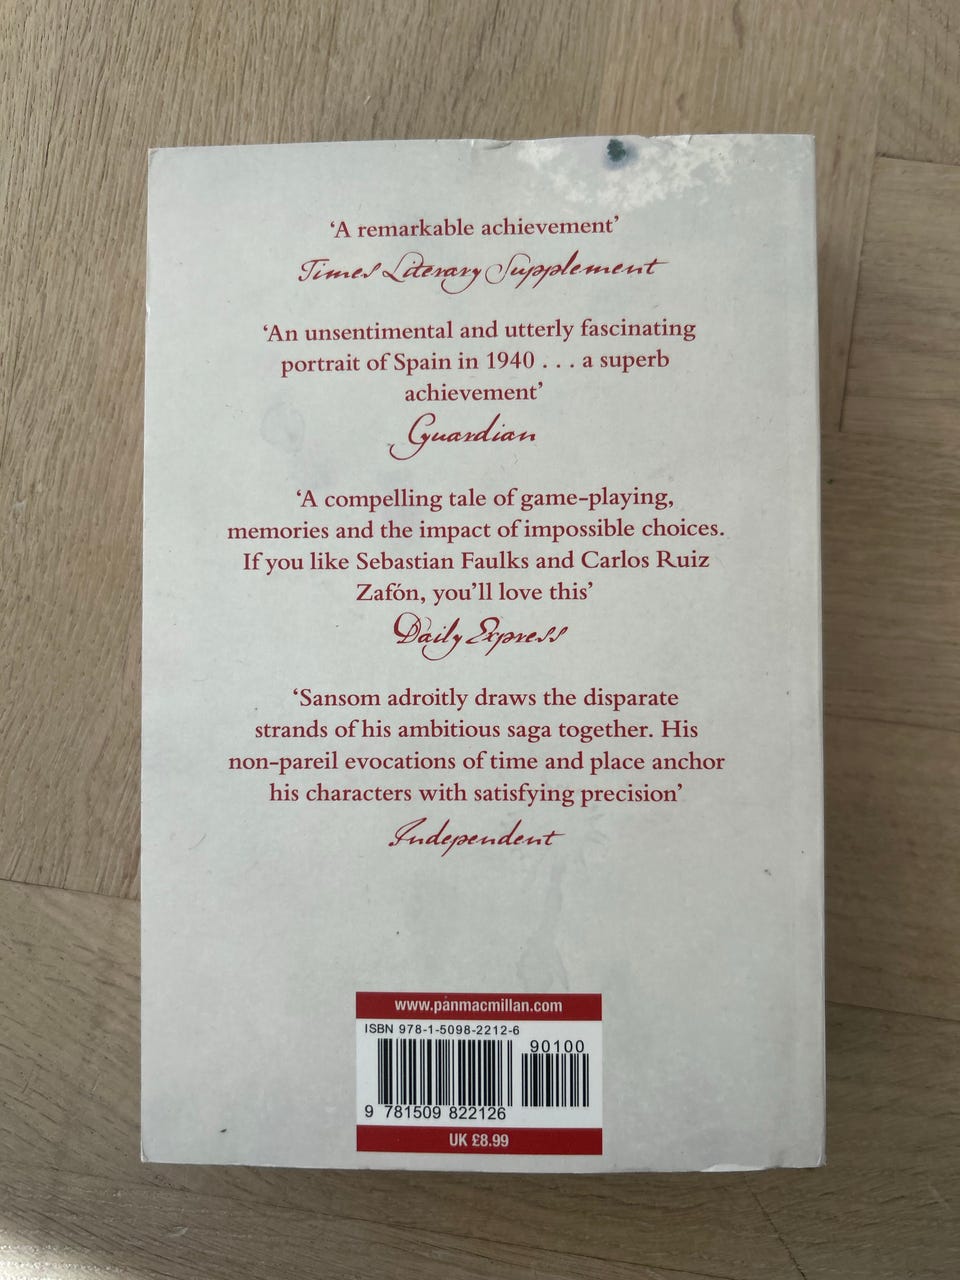 ‘A remarkable achievement’
Times Literary Supplement
‘An unsentimental and utterly fascinating
portrait of Spain in 1940 . . . a superb
achievement’
Guardian
‘A compelling tale of game-playing,
memories and the impact of impossible choices.
If you like Sebastian Faulks and Carlos Ruiz
Zafón, you’ll love this’
Daily Express
‘Sansom adroitly draws the disparate
strands of his ambitious saga together. His
non-pareil evocations of time and place anchor
his characters with satisfying precision’
Independent
www.panmacmillan.com
ISBN 978-1-5098-2212-6
90100
9 781509 822126
UK £8.99